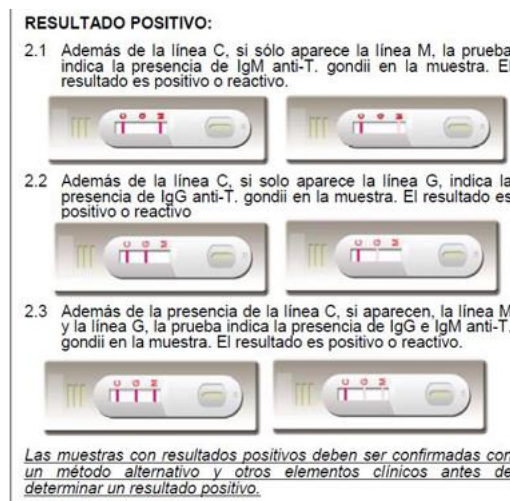 RESULTADO POSITIVO:
2.1 Además de la línea C, si sólo aparece la línea M, la prueba
indica la presencia de IgM anti-T. gondii en la muestra. El
resultado es positivo o reactivo.
C G M
C G M
2.2 Además de la línea C, si solo aparece la línea G, indica la
presencia de IgG anti-T. gondii en la muestra. El resultado es
positivo o reactivo
C G M
C G M
2.3 Además de la presencia de la línea C, si aparecen, la línea M
y la línea G, la prueba indica la presencia de IgG e IgM anti-T.
gondii en la muestra. El resultado es positivo o reactivo.
C G M
C G M
Las muestras con resultados positivos deben ser confirmadas con
un método alternativo y otros elementos clínicos antes de
determinar un resultado positivo.